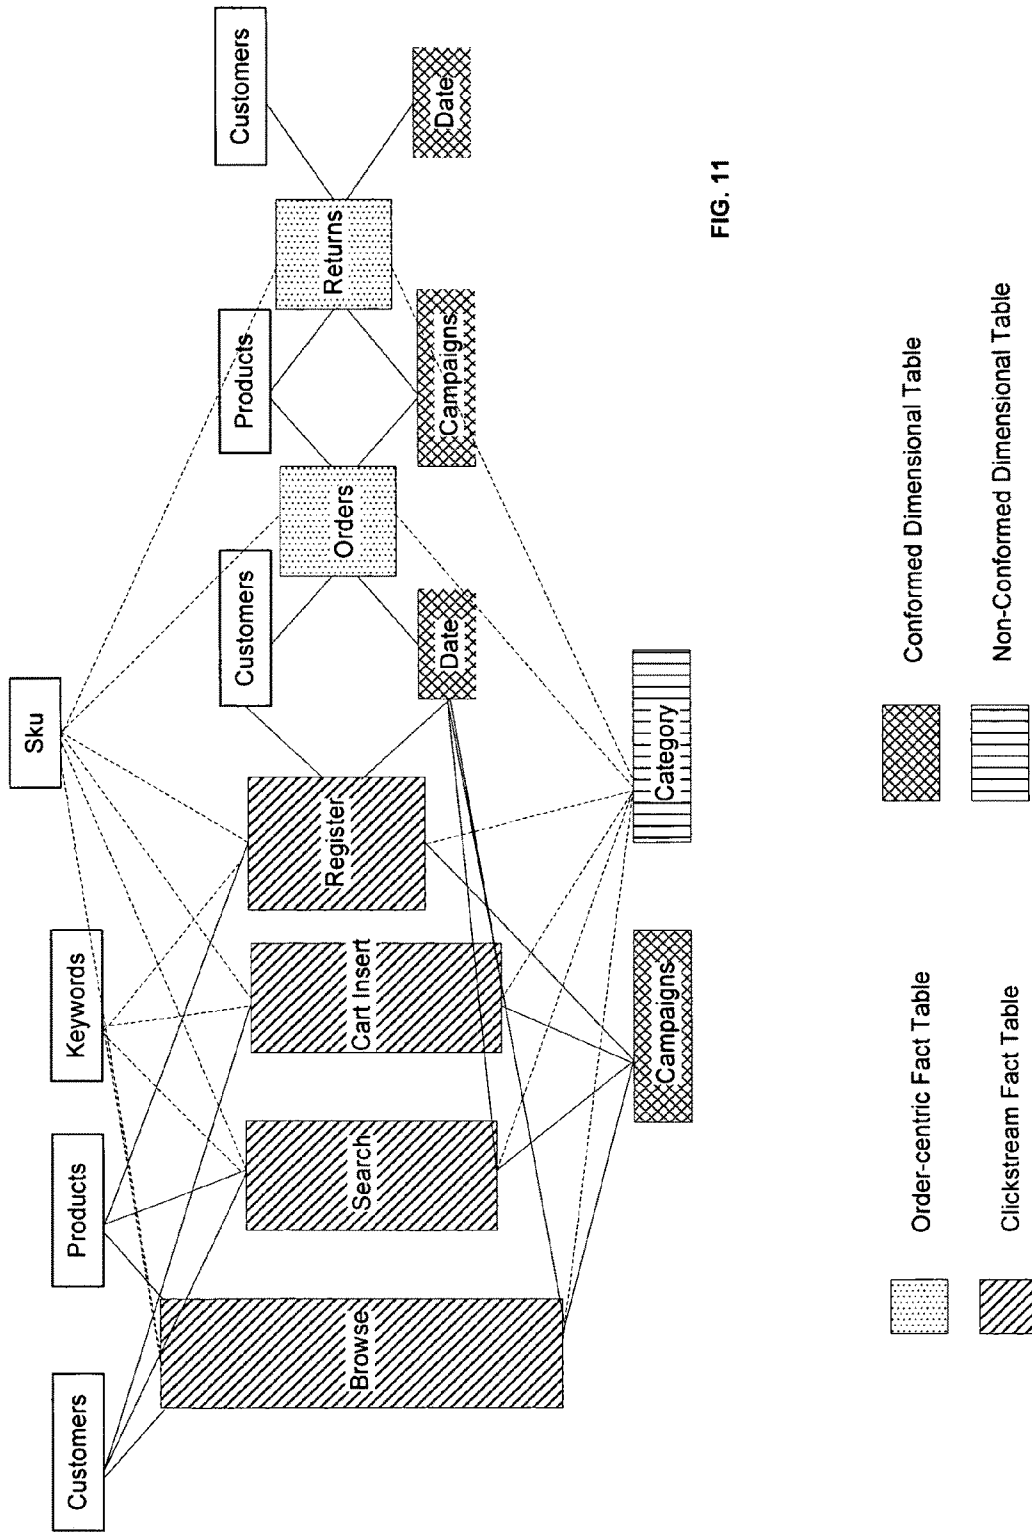 Sku
Customers
Products
Keywords
Customers
Products
Customers
Browse
Search
Cart Insert
Register
Orders
Returns
Date
Campaigns
Date
Campaigns
Category
FIG. 11
Order-centric Fact Table
Conformed Dimensional Table
Clickstream Fact Table
Non-Conformed Dimensional Table